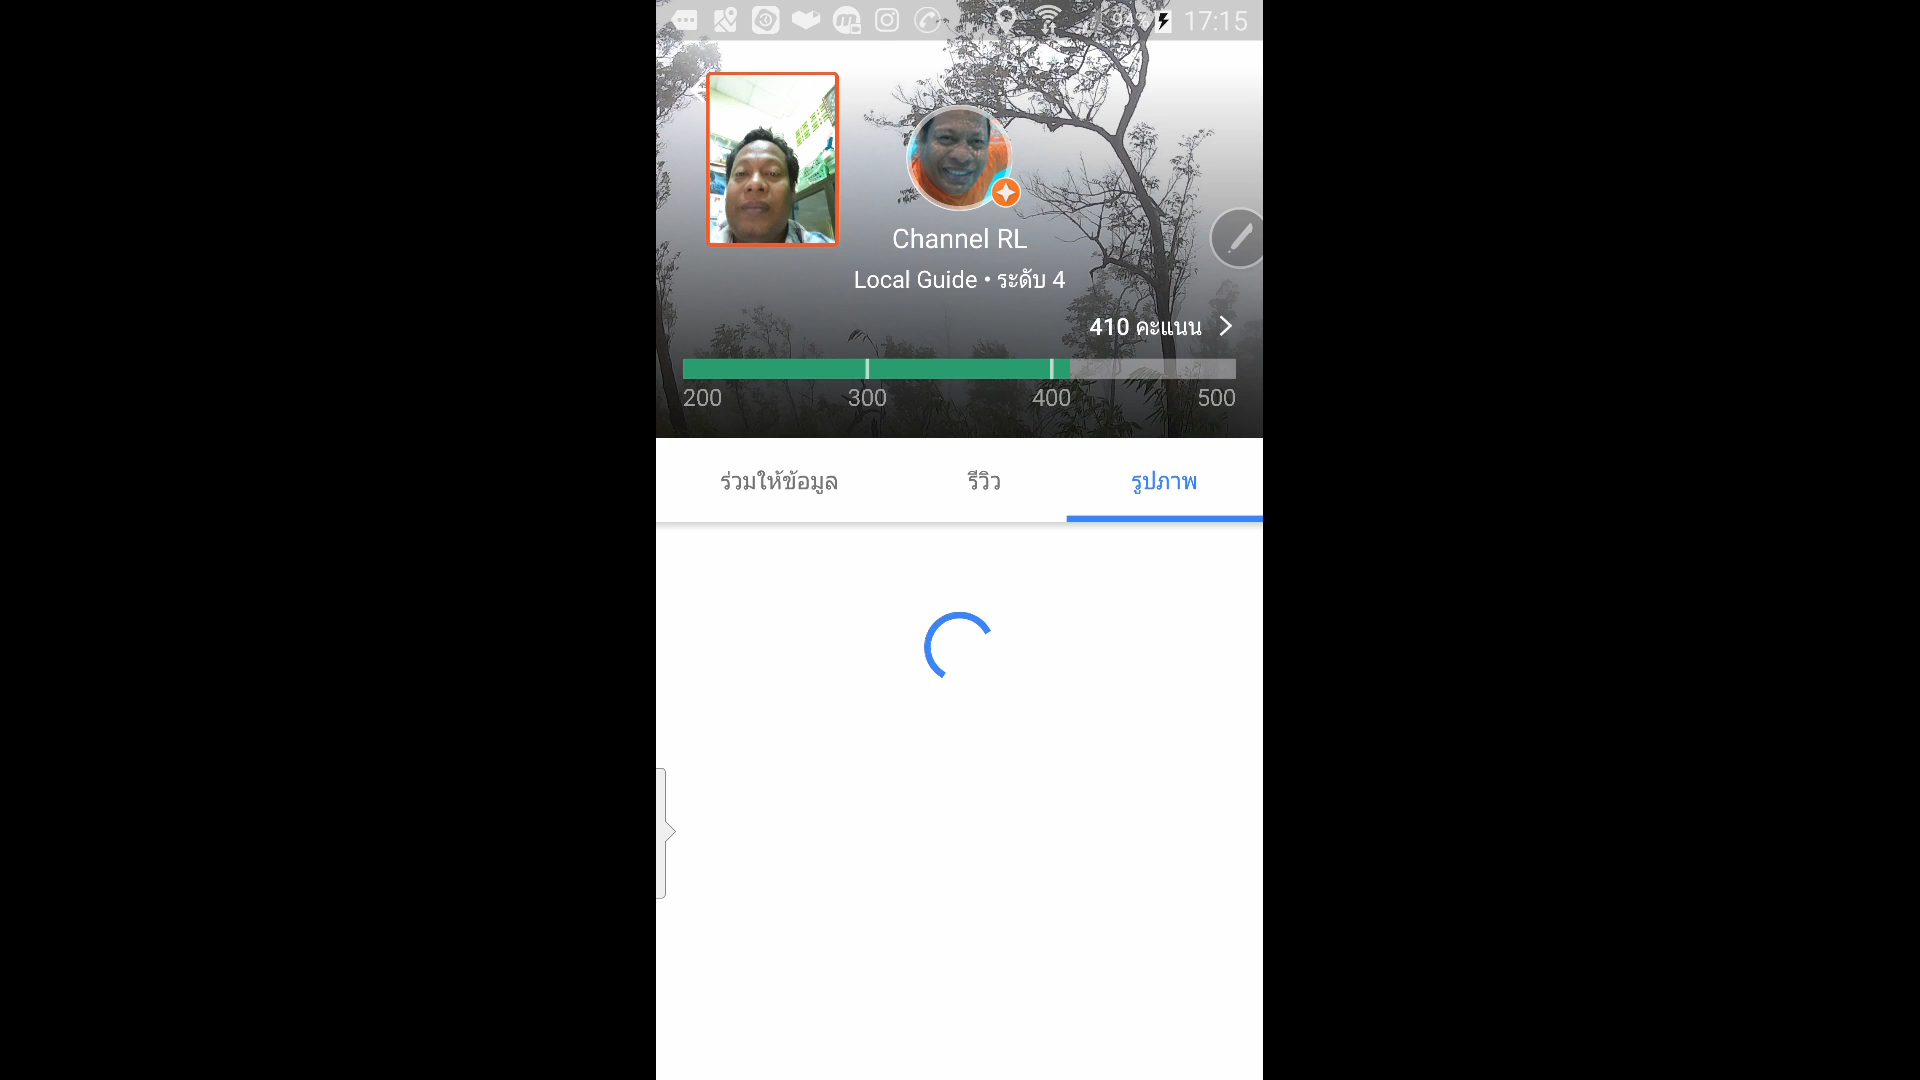 94% 17:15
Channel RL
Local Guide • ระดับ 4
410 คะแนน
200 300 400 500
ร่วมให้ข้อมูล รีวิว รูปภาพ